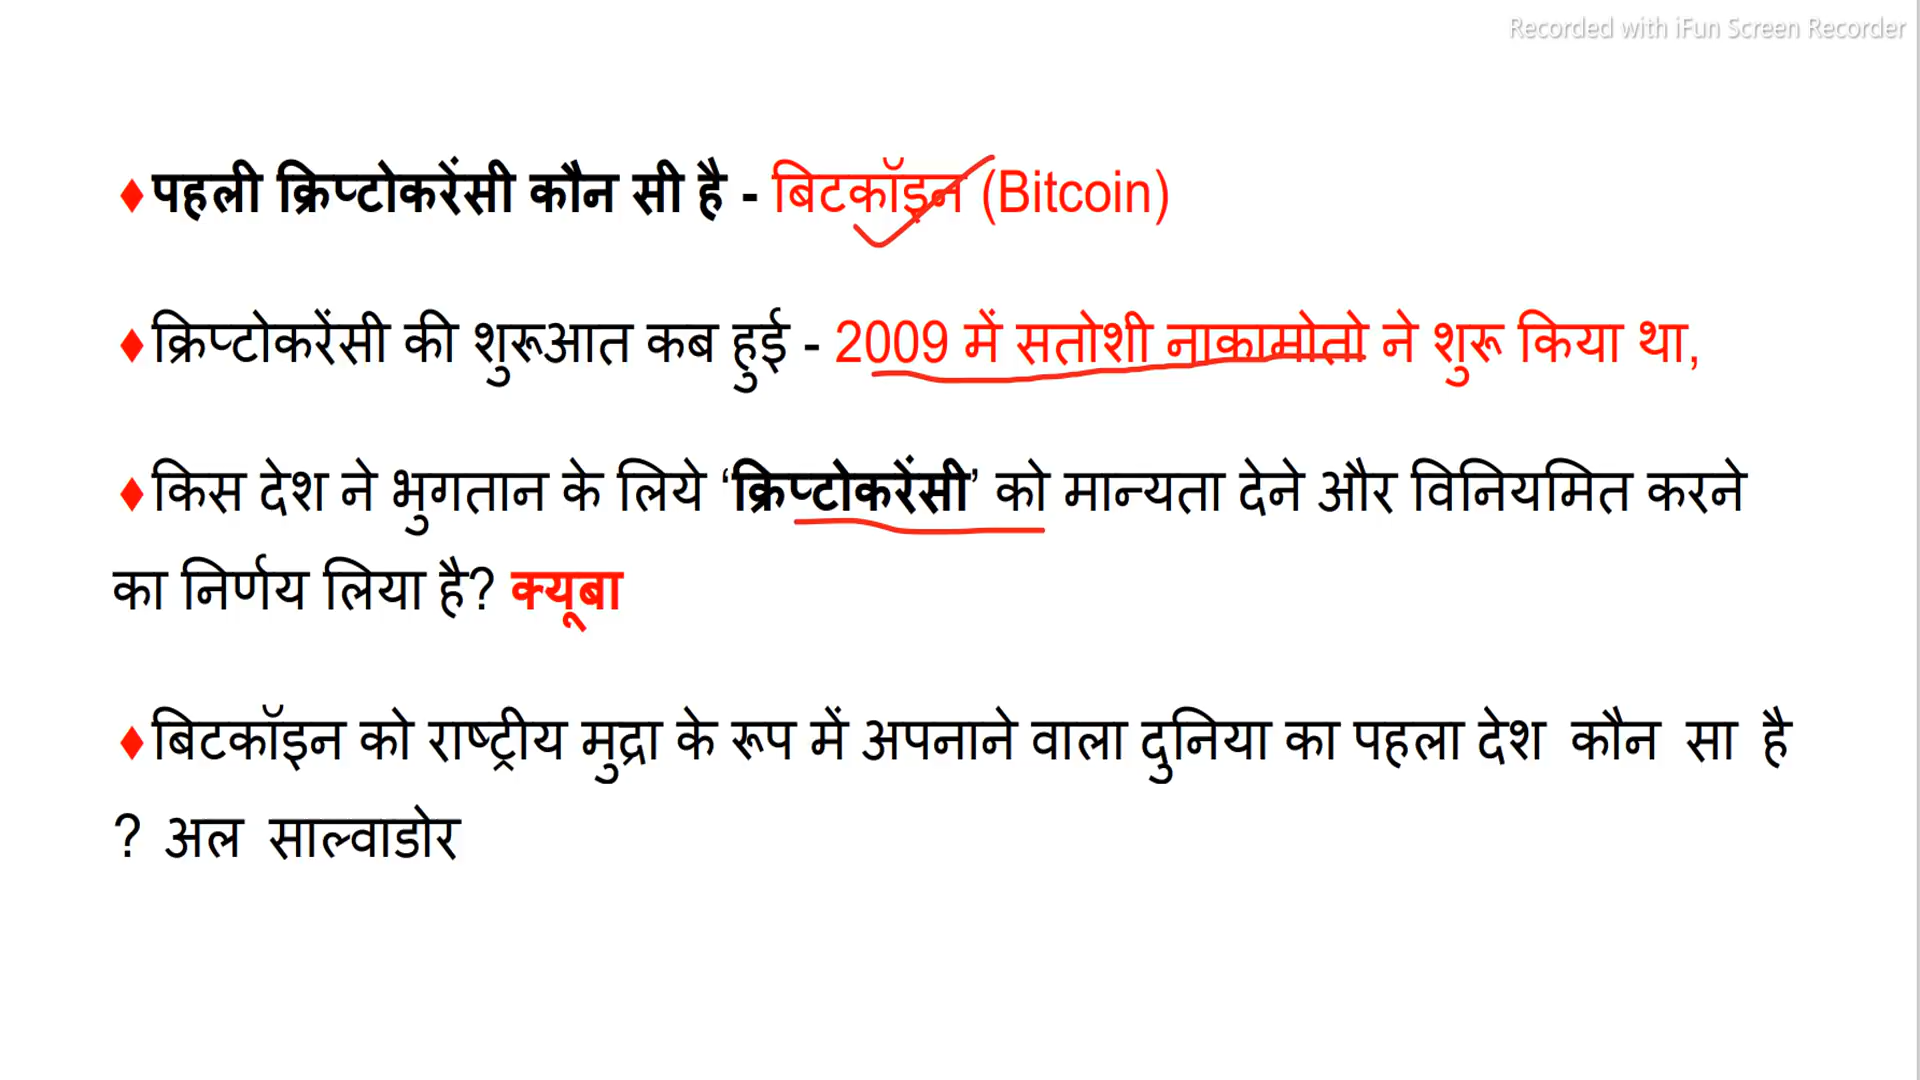 Recorded with iFun Screen Recorder
♦पहली क्रिप्टोकरेंसी कौन सी है - बिटकॉइन (Bitcoin)
♦क्रिप्टोकरेंसी की शुरूआत कब हुई - 2009 में सतोशी नाकामोतो ने शुरू किया था,
♦किस देश ने भुगतान के लिये ‘क्रिप्टोकरेंसी’ को मान्यता देने और विनियमित करने
का निर्णय लिया है? क्यूबा
♦बिटकॉइन को राष्ट्रीय मुद्रा के रूप में अपनाने वाला दुनिया का पहला देश कौन सा है
? अल साल्वाडोर